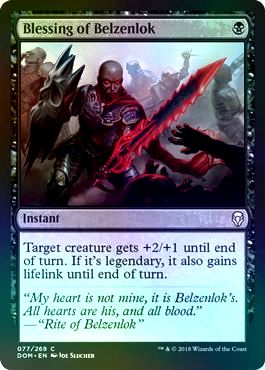 Blessing of Belzenlok
Instant
Target creature gets +2/+1 until end
of turn. If it's legendary, it also gains
lifelink until end of turn.
"My heart is not mine, it is Belzenlok's.
All hearts are his, and all blood."
—"Rite of Belzenlok"
077/269 C
DOM • EN Joe Slucher
™ & © 2018 Wizards of the Coast